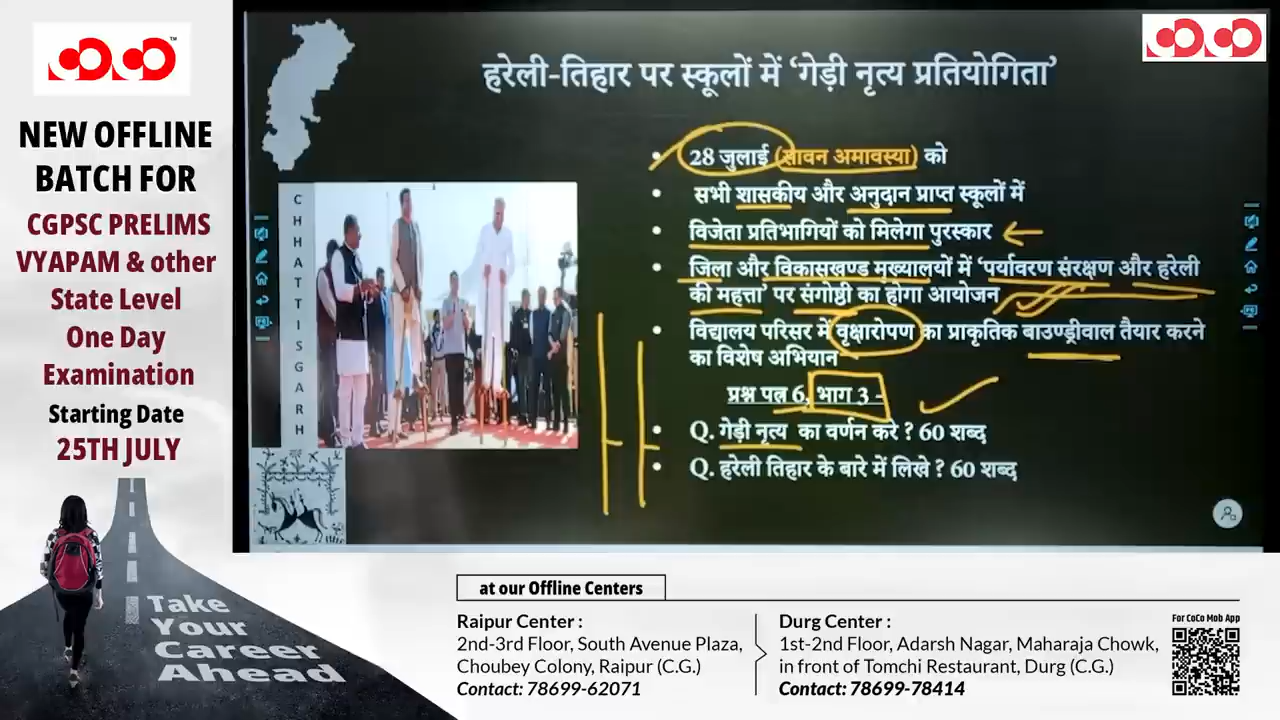 COCO™
NEW OFFLINE
BATCH FOR
CGPSC PRELIMS
VYAPAM & other
State Level
One Day
Examination
Starting Date
25TH JULY
Take
Your
Career
Ahead
COCO
हरेली-तिहार पर स्कूलों में ‘गेड़ी नृत्य प्रतियोगिता’
CHHATTISGARH
• 28 जुलाई (सावन अमावस्या) को
• सभी शासकीय और अनुदान प्राप्त स्कूलों में
• विजेता प्रतिभागियों को मिलेगा पुरस्कार
• जिला और विकासखण्ड मुख्यालयों में ‘पर्यावरण संरक्षण और हरेली
की महत्ता’ पर संगोष्ठी का होगा आयोजन
• विद्यालय परिसर में वृक्षारोपण का प्राकृतिक बाउण्ड्रीवाल तैयार करने
का विशेष अभियान
प्रश्न पत्र 6, भाग 3 -
• Q. गेड़ी नृत्य का वर्णन करे ? 60 शब्द
• Q. हरेली तिहार के बारे में लिखे ? 60 शब्द
at our Offline Centers
Raipur Center :
2nd-3rd Floor, South Avenue Plaza,
Choubey Colony, Raipur (C.G.)
Contact: 78699-62071
Durg Center :
1st-2nd Floor, Adarsh Nagar, Maharaja Chowk,
in front of Tomchi Restaurant, Durg (C.G.)
Contact: 78699-78414
For CoCo Mob App